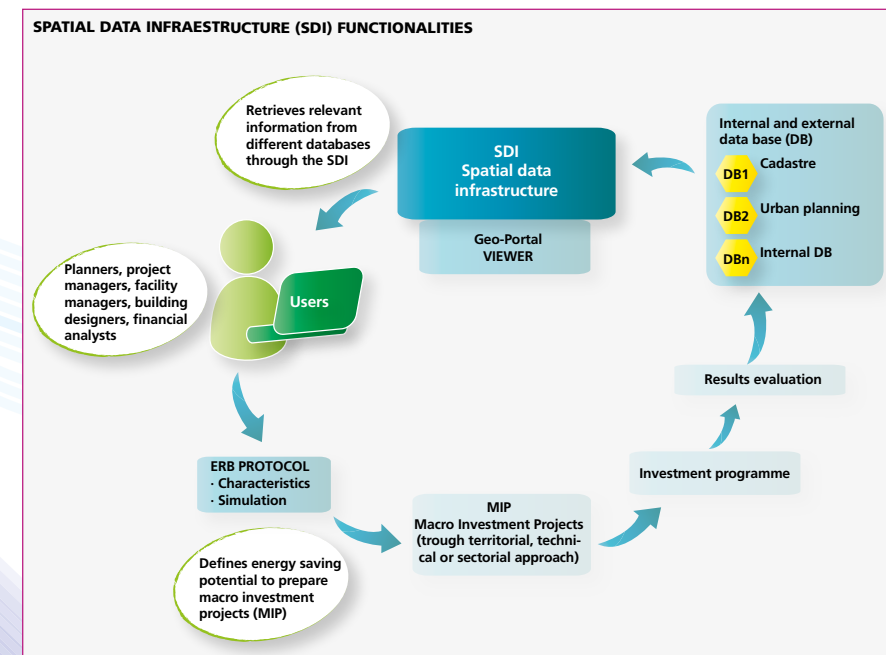 SPATIAL DATA INFRAESTRUCTURE (SDI) FUNCTIONALITIES
Retrieves relevant
information from
different databases
through the SDI
SDI
Spatial data
infrastructure
Geo-Portal
VIEWER
Internal and external
data base (DB)
DB1 Cadastre
DB2 Urban planning
DBn Internal DB
Planners, project
managers, facility
managers, building
designers, financial
analysts
Users
Results evaluation
Investment programme
ERB PROTOCOL
· Characteristics
· Simulation
MIP
Macro Investment Projects
(trough territorial, techni-
cal or sectorial approach)
Defines energy saving
potential to prepare
macro investment
projects (MIP)